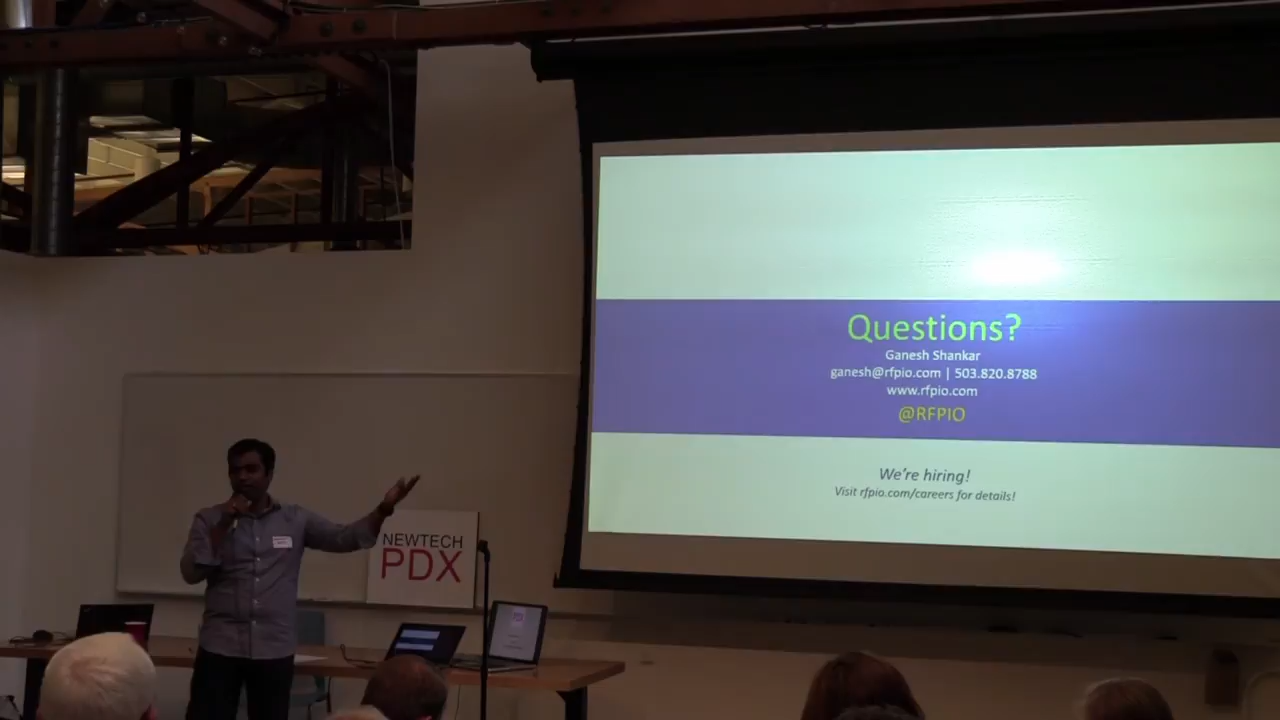 Questions?
Ganesh Shankar
ganesh@rfpio.com | 503.820.8788
www.rfpio.com
@RFPIO
We're hiring!
Visit rfpio.com/careers for details!
NEWTECH
PDX